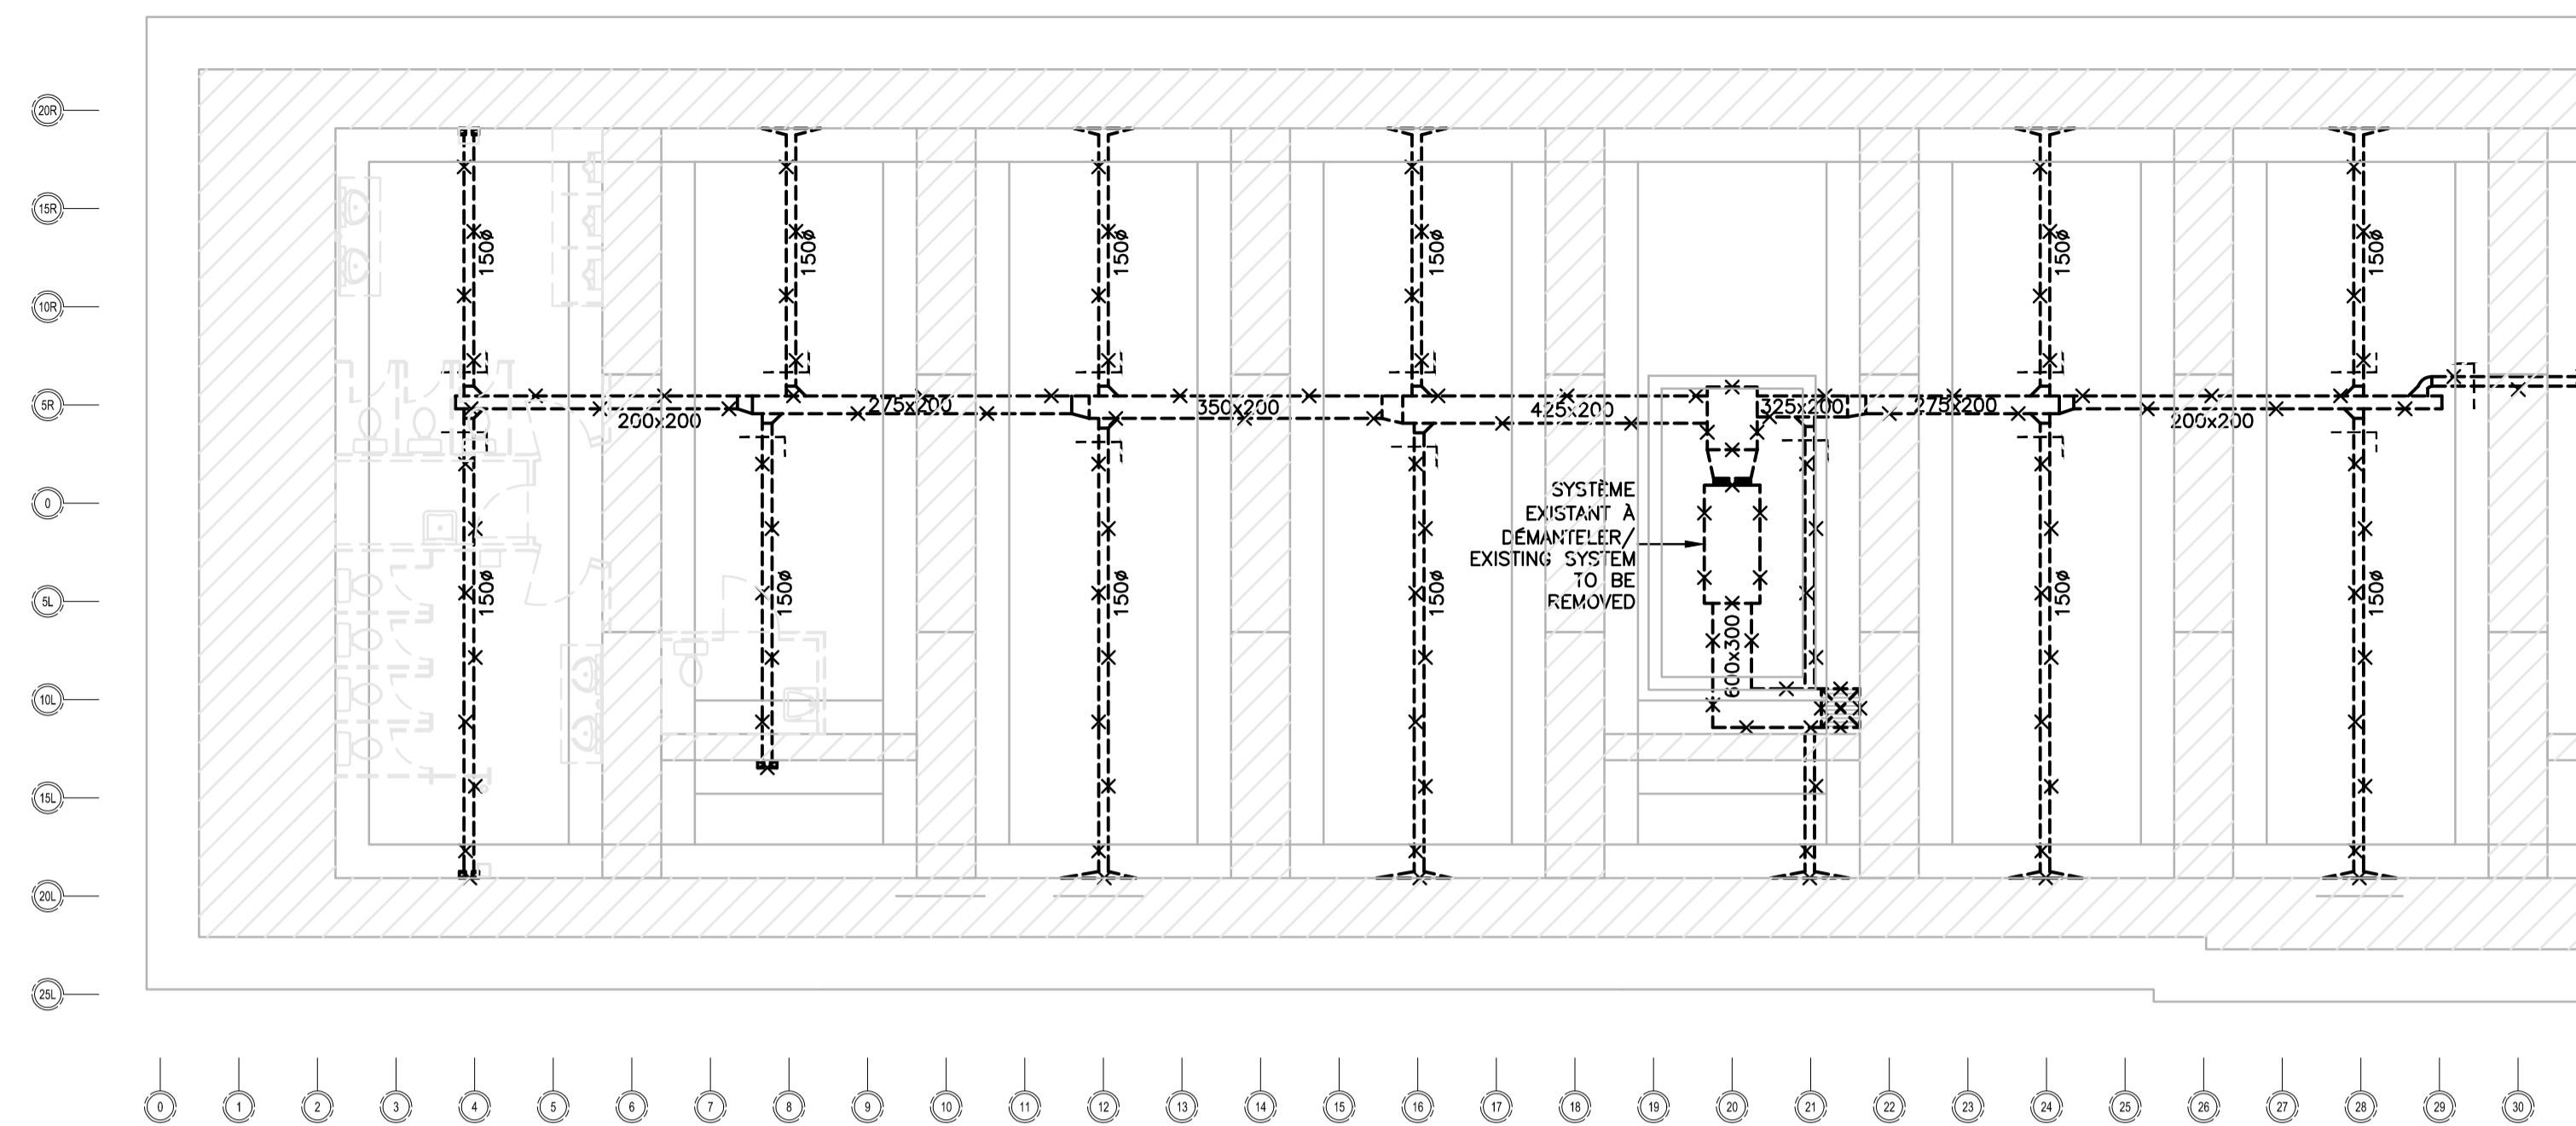 20R
15R
10R
5R
0
5L
10L
15L
20L
25L
150ø
150ø
150ø
150ø
150ø
150ø
200x200
275x200
350x200
425x200
325x200
275x200
200x200
SYSTÈME
EXISTANT À
DÉMANTELER/
EXISTING SYSTEM
TO BE
REMOVED
150ø
150ø
150ø
150ø
150ø
150ø
600x300
0 1 2 3 4 5 6 7 8 9 10 11 12 13 14 15 16 17 18 19 20 21 22 23 24 25 26 27 28 29 30